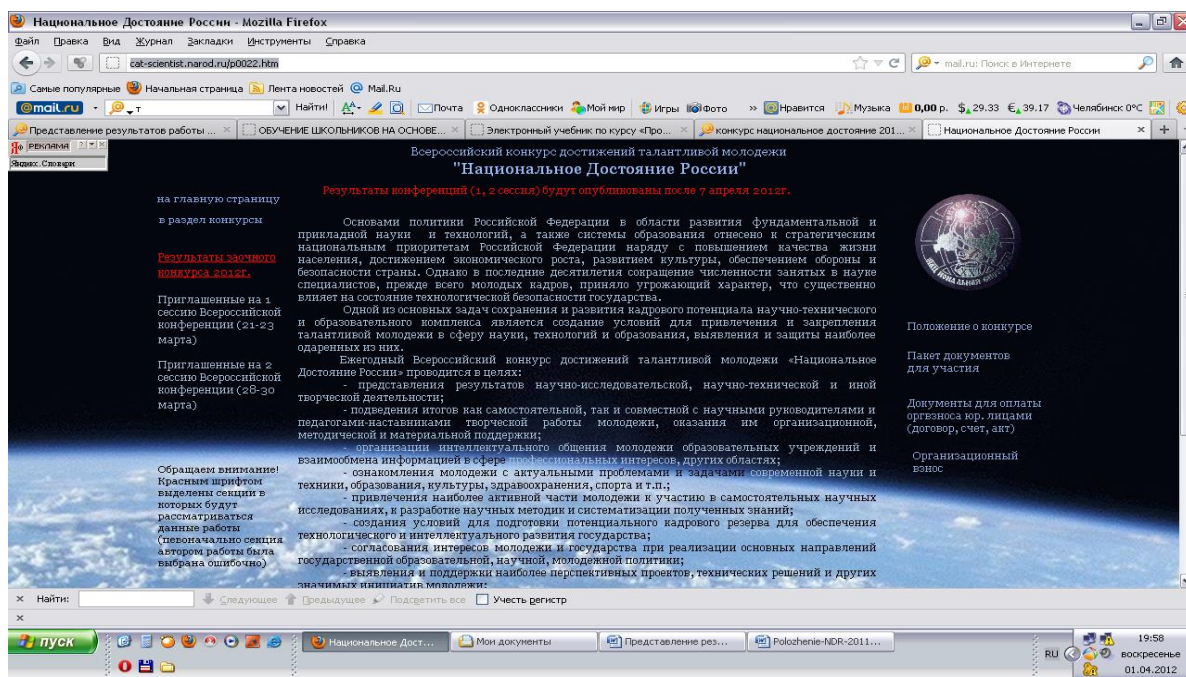 Национальное Достояние России - Mozilla Firefox
Файл Правка Вид Журнал Закладки Инструменты Справка
cat-scientist.narod.ru/p0022.htm
mail.ru: Поиск в Интернете
Самые популярные Начальная страница Лента новостей Mail.Ru
@mail.ru т Найти! Почта Одноклассники Мой мир Игры Фото » Нравится Музыка 0,00 р. $ 29.33 € 39.17 Челябинск 0°C
Представление результатов работы ... ОБУЧЕНИЕ ШКОЛЬНИКОВ НА ОСНОВЕ... Электронный учебник по курсу «Про... конкурс национальное достояние 201... Национальное Достояние России
РЕКЛАМА
Яндекс.Словари
Всероссийский конкурс достижений талантливой молодежи
"Национальное Достояние России"
Результаты конференций (1, 2 сессия) будут опубликованы после 7 апреля 2012г.
на главную страницу
в раздел конкурсы
Результаты заочного
конкурса 2012г.
Приглашенные на 1
сессию Всероссийской
конференции (21-23
марта)
Приглашенные на 2
сессию Всероссийской
конференции (28-30
марта)
Обращаем внимание!
Красным шрифтом
выделены секции в
которых будут
рассматриваться
данные работы
(певоначально секция
автором работы была
выбрана ошибочно)
Основами политики Российской Федерации в области развития фундаментальной и
прикладной науки и технологий, а также системы образования отнесено к стратегическим
национальным приоритетам Российской Федерации наряду с повышением качества жизни
населения, достижением экономического роста, развитием культуры, обеспечением обороны и
безопасности страны. Однако в последние десятилетия сокращение численности занятых в науке
специалистов, прежде всего молодых кадров, приняло угрожающий характер, что существенно
влияет на состояние технологической безопасности государства.
Одной из основных задач сохранения и развития кадрового потенциала научно-технического
и образовательного комплекса является создание условий для привлечения и закрепления
талантливой молодежи в сферу науки, технологий и образования, выявления и защиты наиболее
одаренных из них.
Ежегодный Всероссийский конкурс достижений талантливой молодежи «Национальное
Достояние России» проводится в целях:
- представления результатов научно-исследовательской, научно-технической и иной
творческой деятельности;
- подведения итогов как самостоятельной, так и совместной с научными руководителями и
педагогами-наставниками творческой работы молодежи, оказания им организационной,
методической и материальной поддержки;
- организации интеллектуального общения молодежи образовательных учреждений и
взаимообмена информацией в сфере профессиональных интересов, других областях;
- ознакомления молодежи с актуальными проблемами и задачами современной науки и
техники, образования, культуры, здравоохранения, спорта и т.п.;
- привлечения наиболее активной части молодежи к участию в самостоятельных научных
исследованиях, к разработке научных методик и систематизации полученных знаний;
- создания условий для подготовки потенциального кадрового резерва для обеспечения
технологического и интеллектуального развития государства;
- согласования интересов молодежи и государства при реализации основных направлений
государственной образовательной, научной, молодежной политики;
- выявления и поддержки наиболее перспективных проектов, технических решений и других
значимых инициатив молодежи;
Положение о конкурсе
Пакет документов
для участия
Документы для оплаты
оргвзноса юр. лицами
(договор, счет, акт)
Организационный
взнос
Найти: Следующее Предыдущее Подсветить все Учесть регистр
пуск Национальное Дост... Мои документы Представление рез... Polozhenie-NDR-2011... RU 19:58
воскресенье
01.04.2012